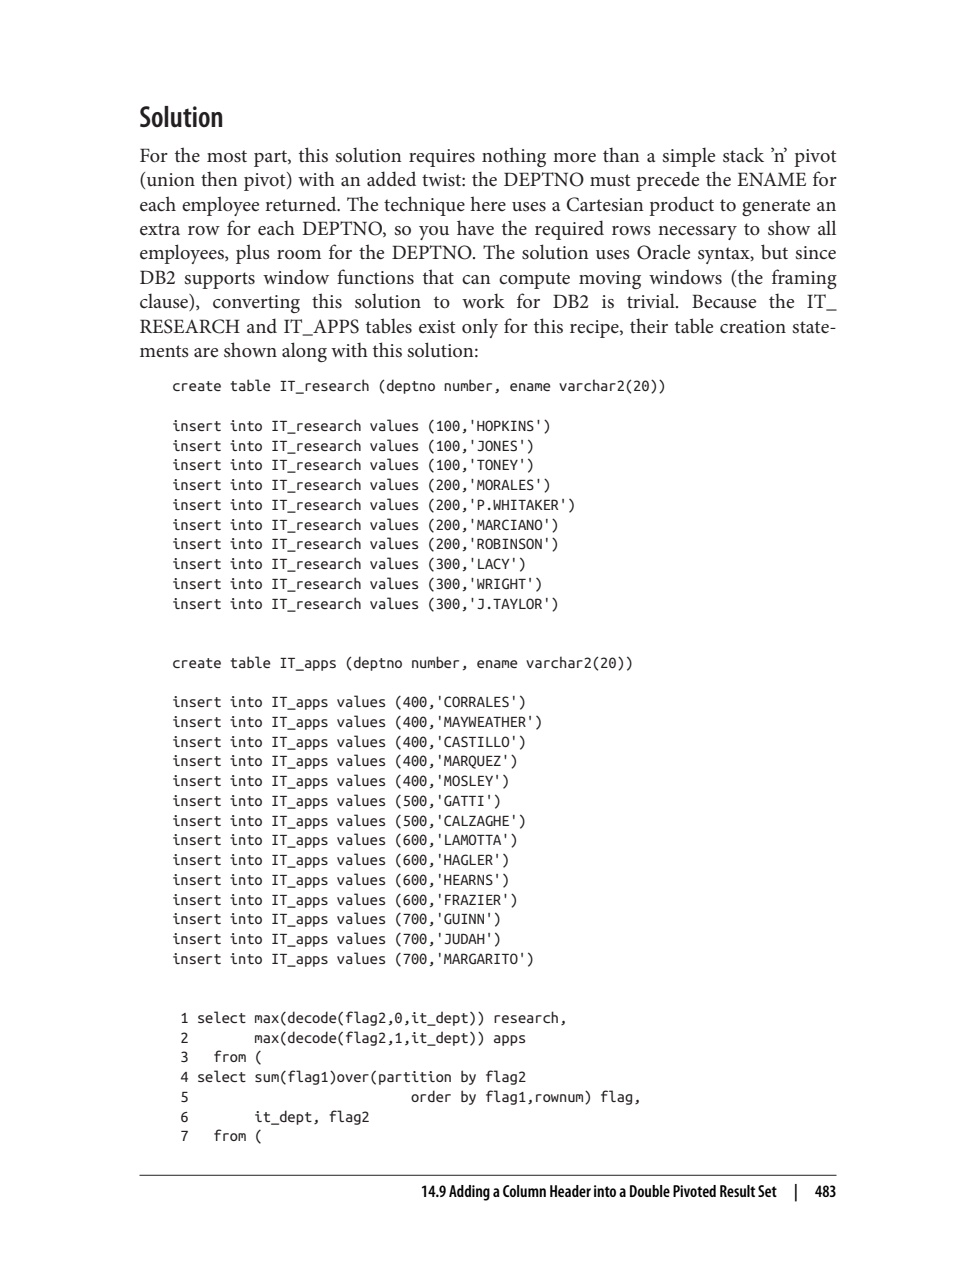 Solution
For the most part, this solution requires nothing more than a simple stack ’n’ pivot
(union then pivot) with an added twist: the DEPTNO must precede the ENAME for
each employee returned. The technique here uses a Cartesian product to generate an
extra row for each DEPTNO, so you have the required rows necessary to show all
employees, plus room for the DEPTNO. The solution uses Oracle syntax, but since
DB2 supports window functions that can compute moving windows (the framing
clause), converting this solution to work for DB2 is trivial. Because the IT_
RESEARCH and IT_APPS tables exist only for this recipe, their table creation state-
ments are shown along with this solution:
create table IT_research (deptno number, ename varchar2(20))
insert into IT_research values (100,'HOPKINS')
insert into IT_research values (100,'JONES')
insert into IT_research values (100,'TONEY')
insert into IT_research values (200,'MORALES')
insert into IT_research values (200,'P.WHITAKER')
insert into IT_research values (200,'MARCIANO')
insert into IT_research values (200,'ROBINSON')
insert into IT_research values (300,'LACY')
insert into IT_research values (300,'WRIGHT')
insert into IT_research values (300,'J.TAYLOR')
create table IT_apps (deptno number, ename varchar2(20))
insert into IT_apps values (400,'CORRALES')
insert into IT_apps values (400,'MAYWEATHER')
insert into IT_apps values (400,'CASTILLO')
insert into IT_apps values (400,'MARQUEZ')
insert into IT_apps values (400,'MOSLEY')
insert into IT_apps values (500,'GATTI')
insert into IT_apps values (500,'CALZAGHE')
insert into IT_apps values (600,'LAMOTTA')
insert into IT_apps values (600,'HAGLER')
insert into IT_apps values (600,'HEARNS')
insert into IT_apps values (600,'FRAZIER')
insert into IT_apps values (700,'GUINN')
insert into IT_apps values (700,'JUDAH')
insert into IT_apps values (700,'MARGARITO')
1 select max(decode(flag2,0,it_dept)) research,
2        max(decode(flag2,1,it_dept)) apps
3   from (
4 select sum(flag1)over(partition by flag2
5                           order by flag1,rownum) flag,
6        it_dept, flag2
7   from (
14.9 Adding a Column Header into a Double Pivoted Result Set | 483